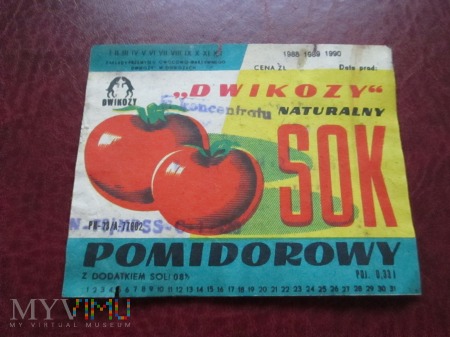 I II III IV V VI VII VIII IX X XI XII
1988 1989 1990
CENA ZŁ
Data prod:
DWIKOZY
„DWIKOZY“
koncentratu
NATURALNY
SOK
POMIDOROWY
Z DODATKIEM SOLI 08%
POJ. 0,33 l
1 2 3 4 5 6 7 8 9 10 11 12 13 14 15 16 17 18 19 20 21 22 23 24 25 26 27 28 29 30 31
MYVIMU
MY VIRTUAL MUSEUM